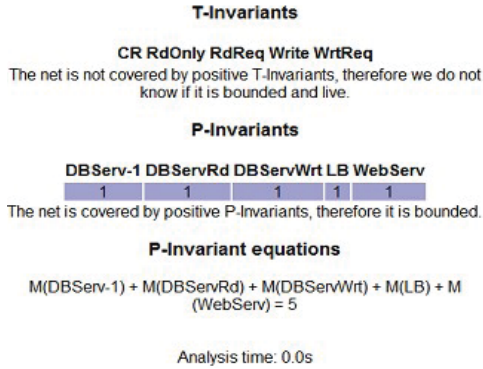 T-Invariants
CR RdOnly RdReq Write WrtReq
The net is not covered by positive T-Invariants, therefore we do not
know if it is bounded and live.
P-Invariants
DBServ-1 DBServRd DBServWrt LB WebServ
1 1 1 1 1
The net is covered by positive P-Invariants, therefore it is bounded.
P-Invariant equations
M(DBServ-1) + M(DBServRd) + M(DBServWrt) + M(LB) + M
(WebServ) = 5
Analysis time: 0.0s